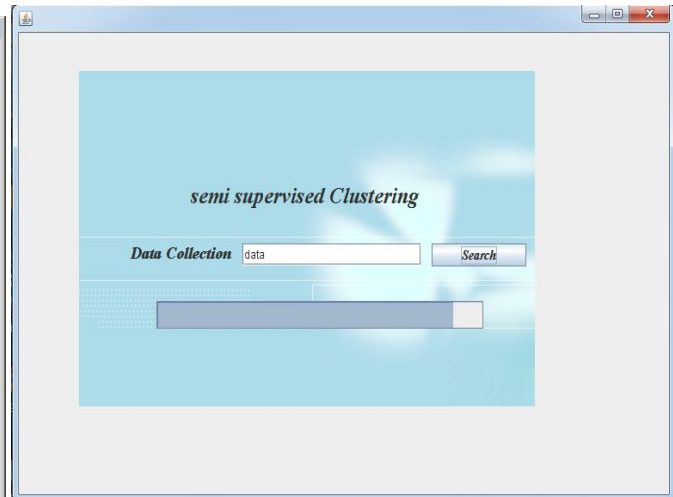 semi supervised Clustering
Data Collection data Search